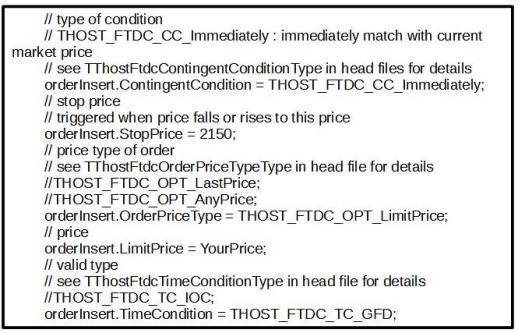 // type of condition
// THOST_FTDC_CC_Immediately : immediately match with current
market price
// see TThostFtdcContingentConditionType in head files for details
orderInsert.ContingentCondition = THOST_FTDC_CC_Immediately;
// stop price
// triggered when price falls or rises to this price
orderInsert.StopPrice = 2150;
// price type of order
// see TThostFtdcOrderPriceTypeType in head file for details
//THOST_FTDC_OPT_LastPrice;
//THOST_FTDC_OPT_AnyPrice;
orderInsert.OrderPriceType = THOST_FTDC_OPT_LimitPrice;
// price
orderInsert.LimitPrice = YourPrice;
// valid type
// see TThostFtdcTimeConditionType in head file for details
//THOST_FTDC_TC_IOC;
orderInsert.TimeCondition = THOST_FTDC_TC_GFD;